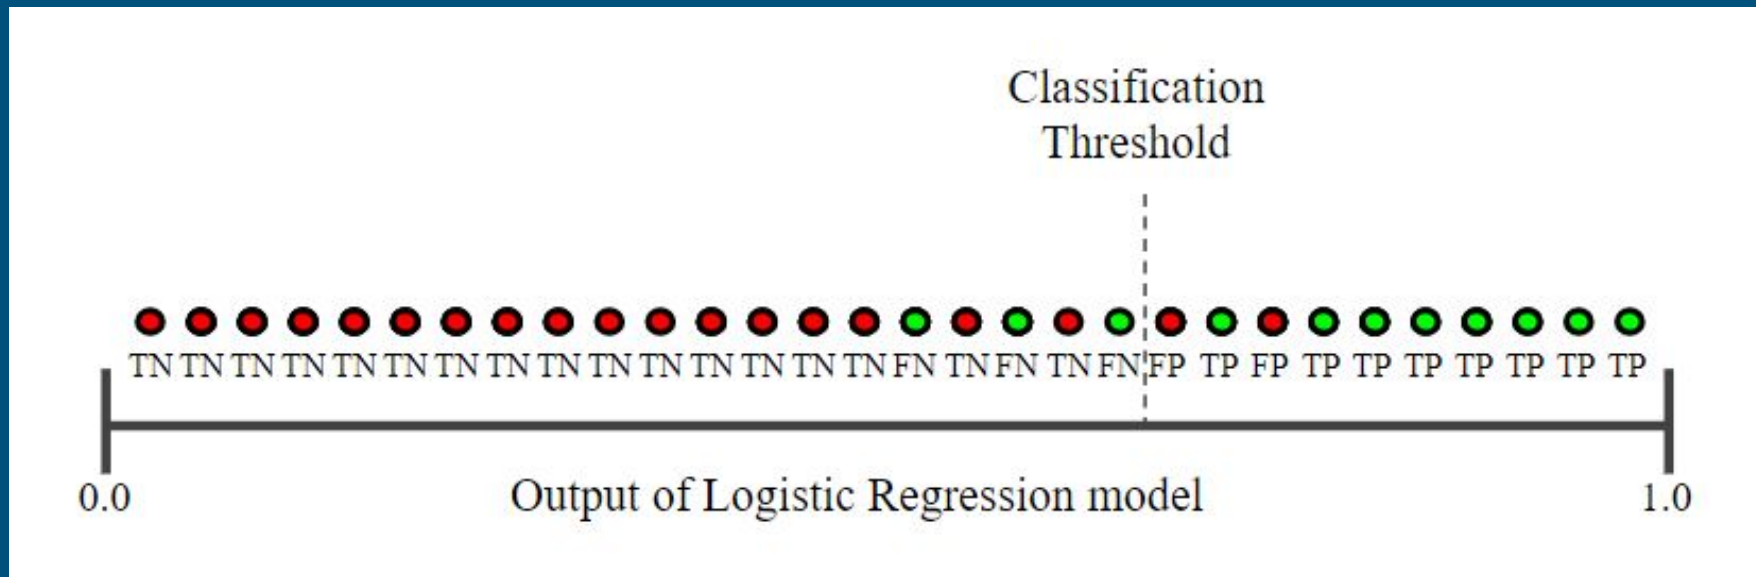 Classification
Threshold
TN TN TN TN TN TN TN TN TN TN TN TN TN TN TN FN TN FN TN FN FP TP FP TP TP TP TP TP TP TP
0.0 Output of Logistic Regression model 1.0